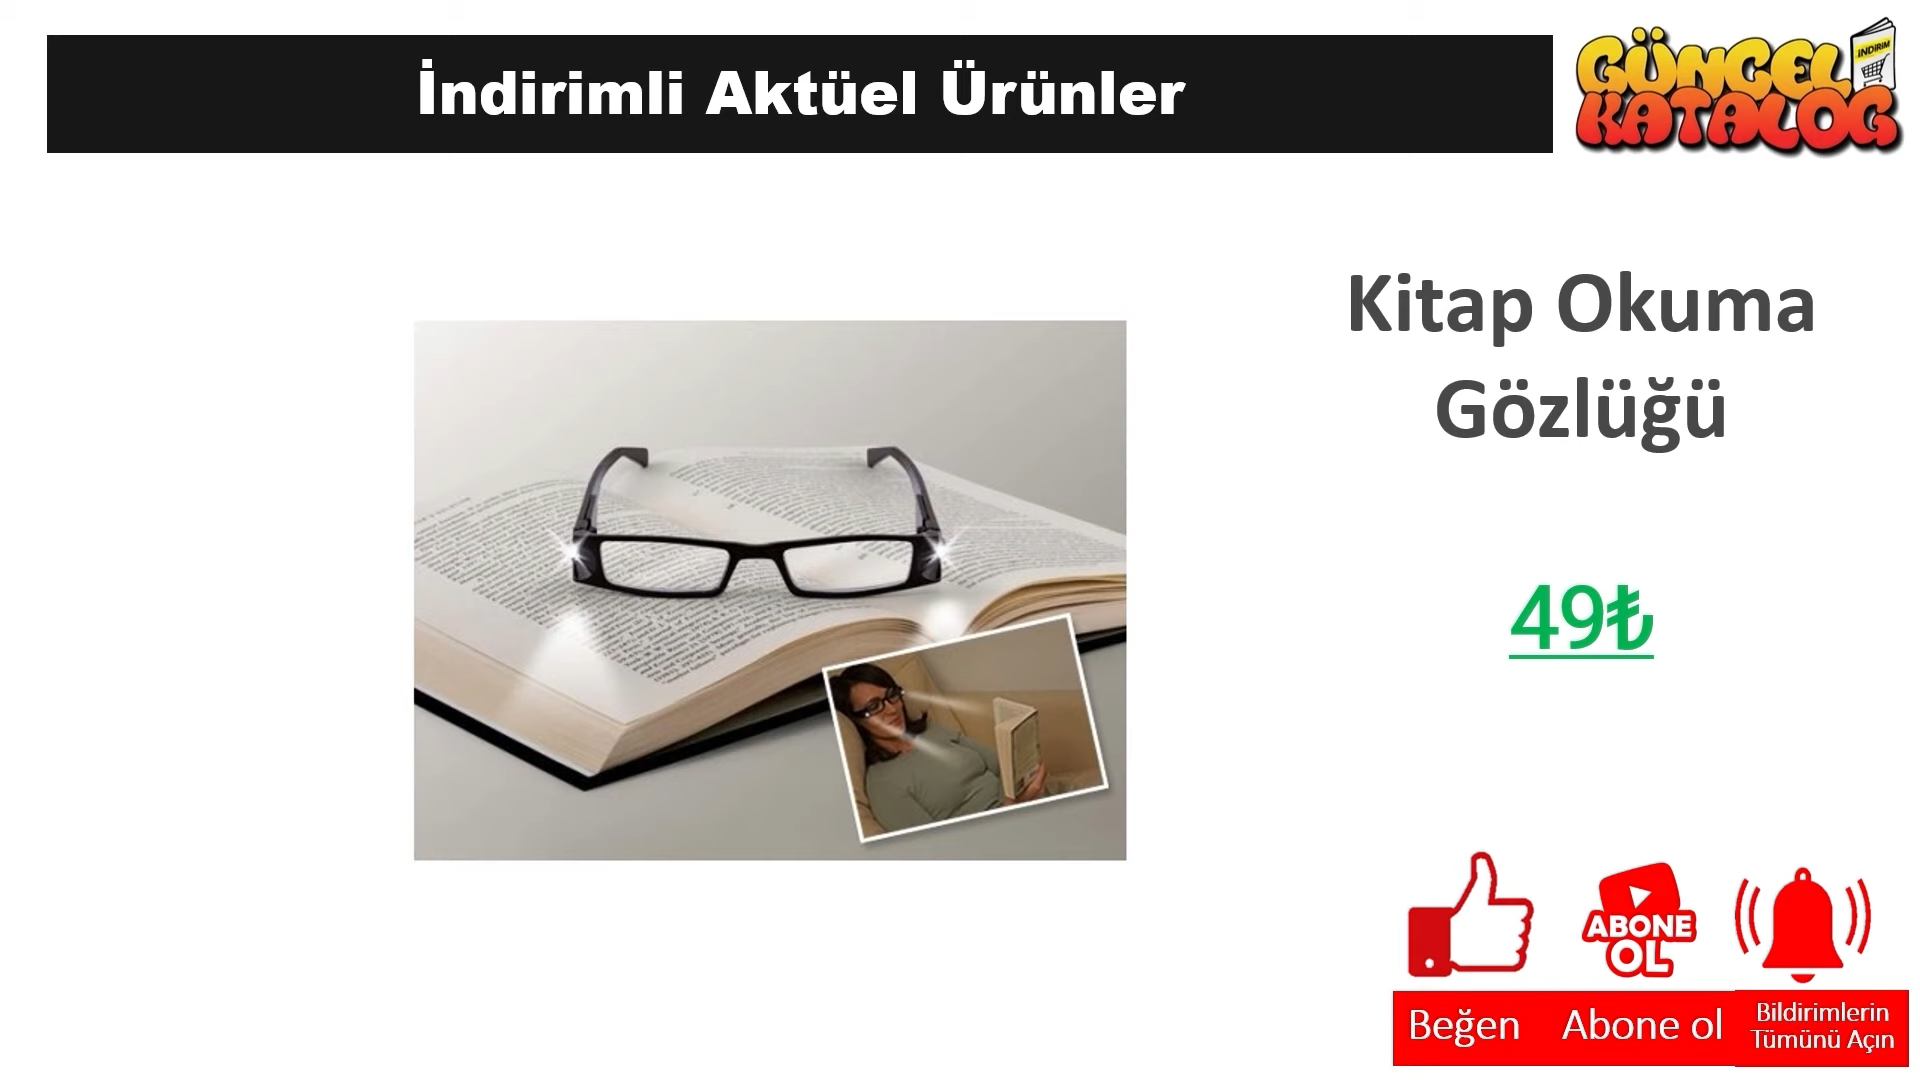 İndirimli Aktüel Ürünler
GÜNCEL
KATALOG
İNDİRİM
Kitap Okuma
Gözlüğü
49₺
ABONE
OL
Beğen
Abone ol
Bildirimlerin
Tümünü Açın